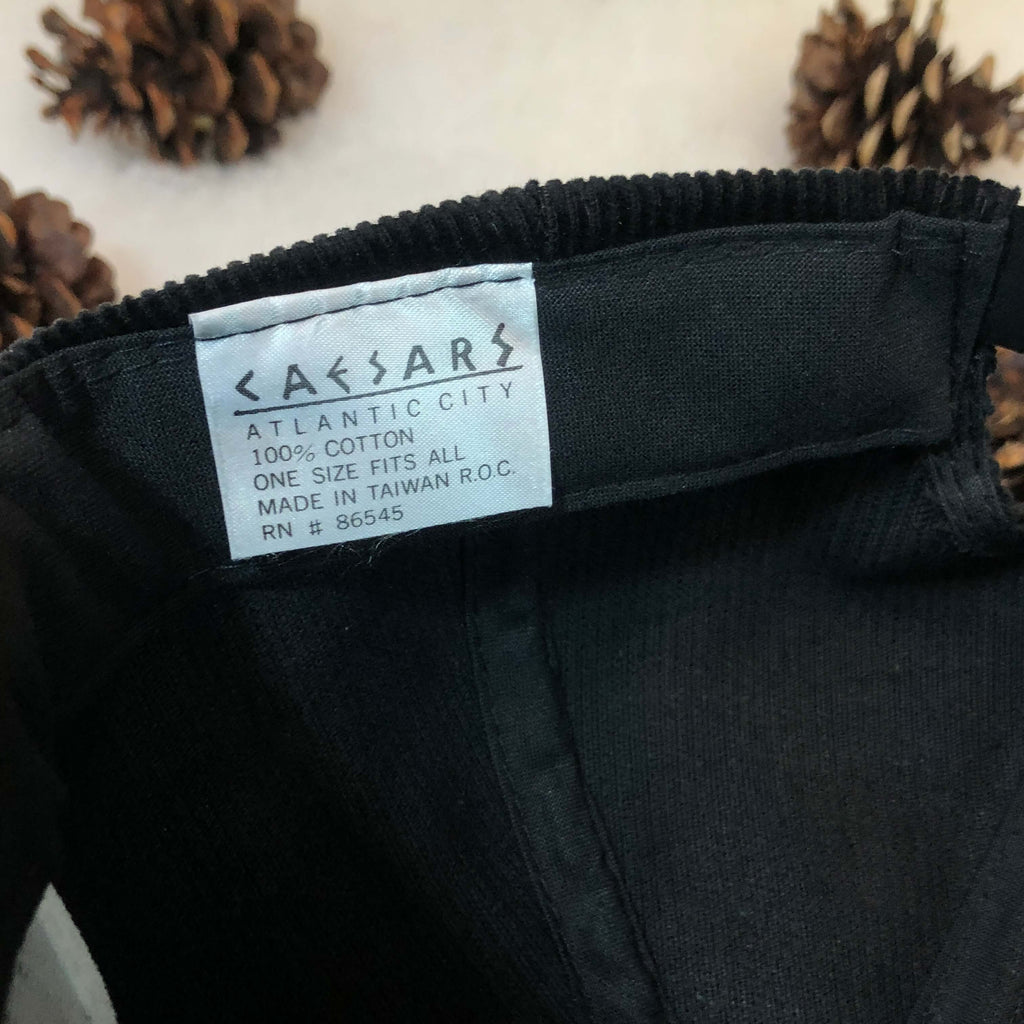 CAESARS
ATLANTIC CITY
100% COTTON
ONE SIZE FITS ALL
MADE IN TAIWAN R.O.C.
RN # 86545